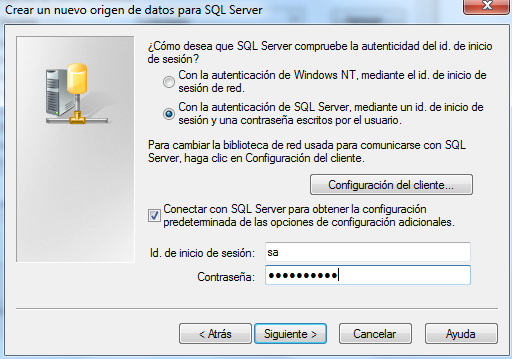 Crear un nuevo origen de datos para SQL Server
¿Cómo desea que SQL Server compruebe la autenticidad del id. de inicio
de sesión?
Con la autenticación de Windows NT, mediante el id. de inicio de
sesión de red.
Con la autenticación de SQL Server, mediante un id. de inicio de
sesión y una contraseña escritos por el usuario.
Para cambiar la biblioteca de red usada para comunicarse con SQL
Server, haga clic en Configuración del cliente.
Configuración del cliente...
Conectar con SQL Server para obtener la configuración
predeterminada de las opciones de configuración adicionales.
Id. de inicio de sesión: sa
Contraseña: ●●●●●●●●●●
< Atrás Siguiente > Cancelar Ayuda